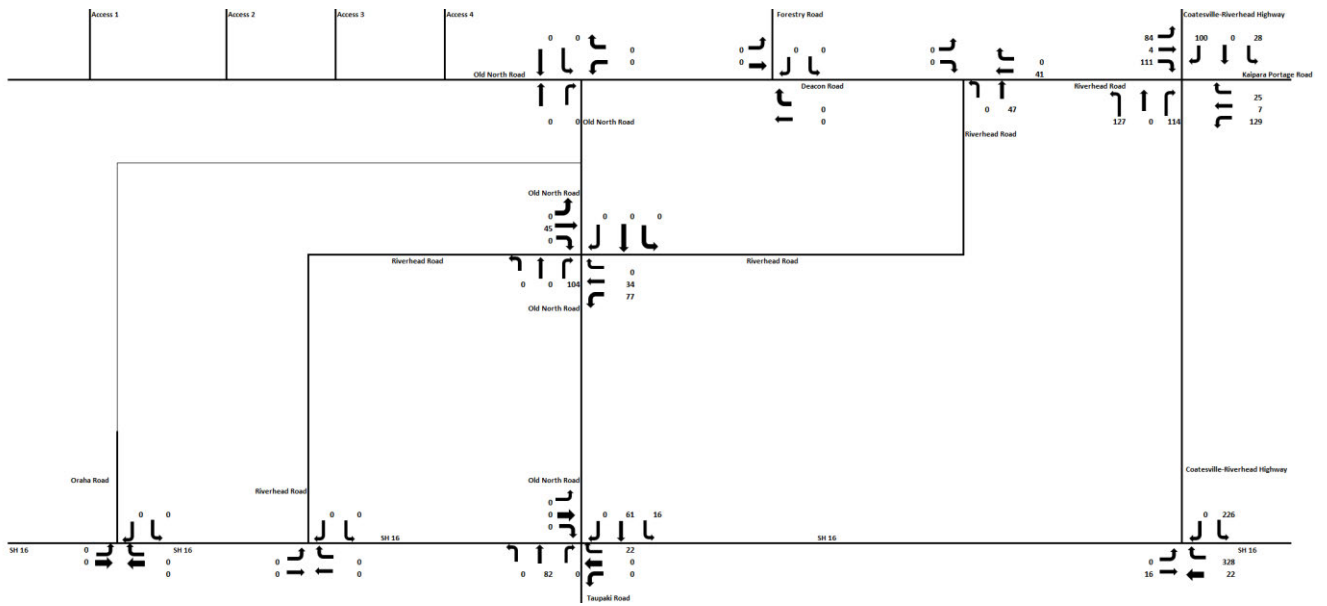 Access 1 Access 2 Access 3 Access 4 Forestry Road Coatesville-Riverhead Highway
0 0 0 0 0 0 0 84 100 0 28
0 0 4
Old North Road 0 0 0 41 111 Kaipara Portage Road
Deacon Road Riverhead Road 25
0 0 0 47 7
0 0 Old North Road 0 127 0 114 129
Riverhead Road
Old North Road
0 0 0 0
45
0
Riverhead Road Riverhead Road
0
0 0 104 34
77
Old North Road
Oraha Road Old North Road Coatesville-Riverhead Highway
Riverhead Road
0
0 0 0 0 0 0 61 16 0 226
0
SH 16 SH 16
SH 16 0 SH 16 22 SH 16
0 0 0 0 0 328
0 0 0 0 82 0 0 16 22
Taupaki Road